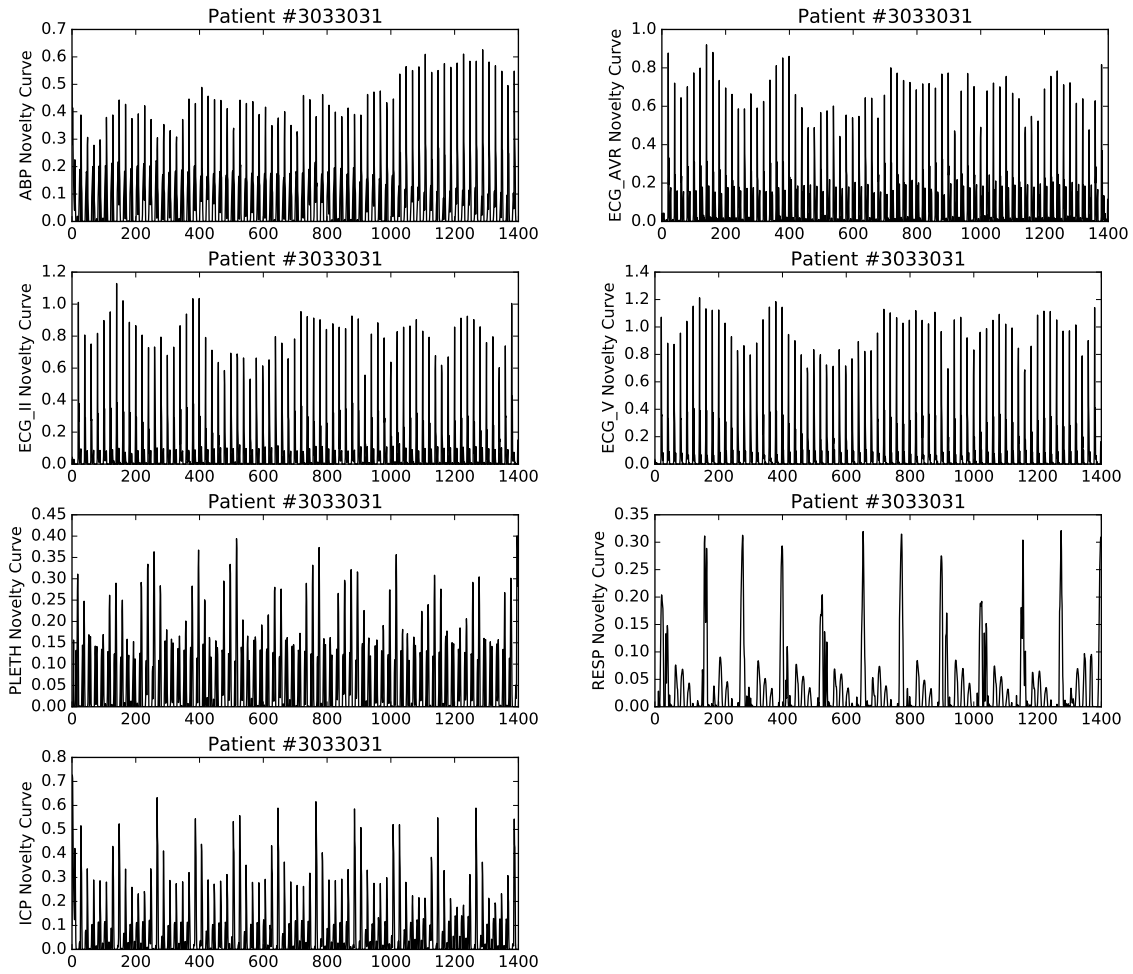 Patient #3033031
ABP Novelty Curve
0.7
0.6
0.5
0.4
0.3
0.2
0.1
0.0
0 200 400 600 800 1000 1200 1400
Patient #3033031
ECG_AVR Novelty Curve
1.0
0.8
0.6
0.4
0.2
0.0
0 200 400 600 800 1000 1200 1400
Patient #3033031
ECG_II Novelty Curve
1.2
1.0
0.8
0.6
0.4
0.2
0.0
0 200 400 600 800 1000 1200 1400
Patient #3033031
ECG_V Novelty Curve
1.4
1.2
1.0
0.8
0.6
0.4
0.2
0.0
0 200 400 600 800 1000 1200 1400
Patient #3033031
PLETH Novelty Curve
0.45
0.40
0.35
0.30
0.25
0.20
0.15
0.10
0.05
0.00
0 200 400 600 800 1000 1200 1400
Patient #3033031
RESP Novelty Curve
0.35
0.30
0.25
0.20
0.15
0.10
0.05
0.00
0 200 400 600 800 1000 1200 1400
Patient #3033031
ICP Novelty Curve
0.8
0.7
0.6
0.5
0.4
0.3
0.2
0.1
0.0
0 200 400 600 800 1000 1200 1400